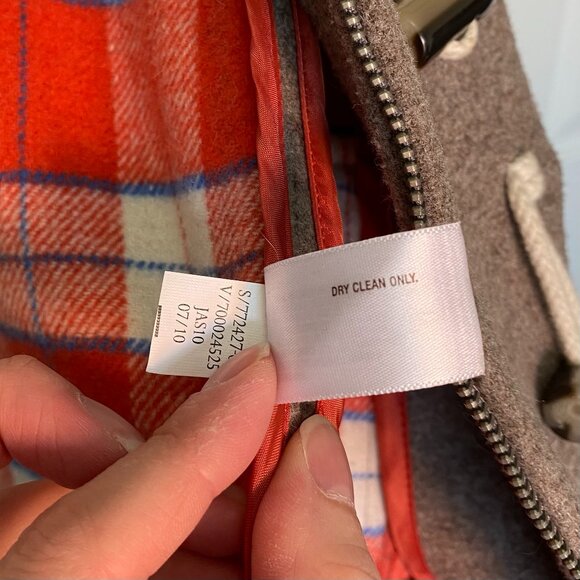 DRY CLEAN ONLY.
S/772427-
V/700024525
JAS10
07/10